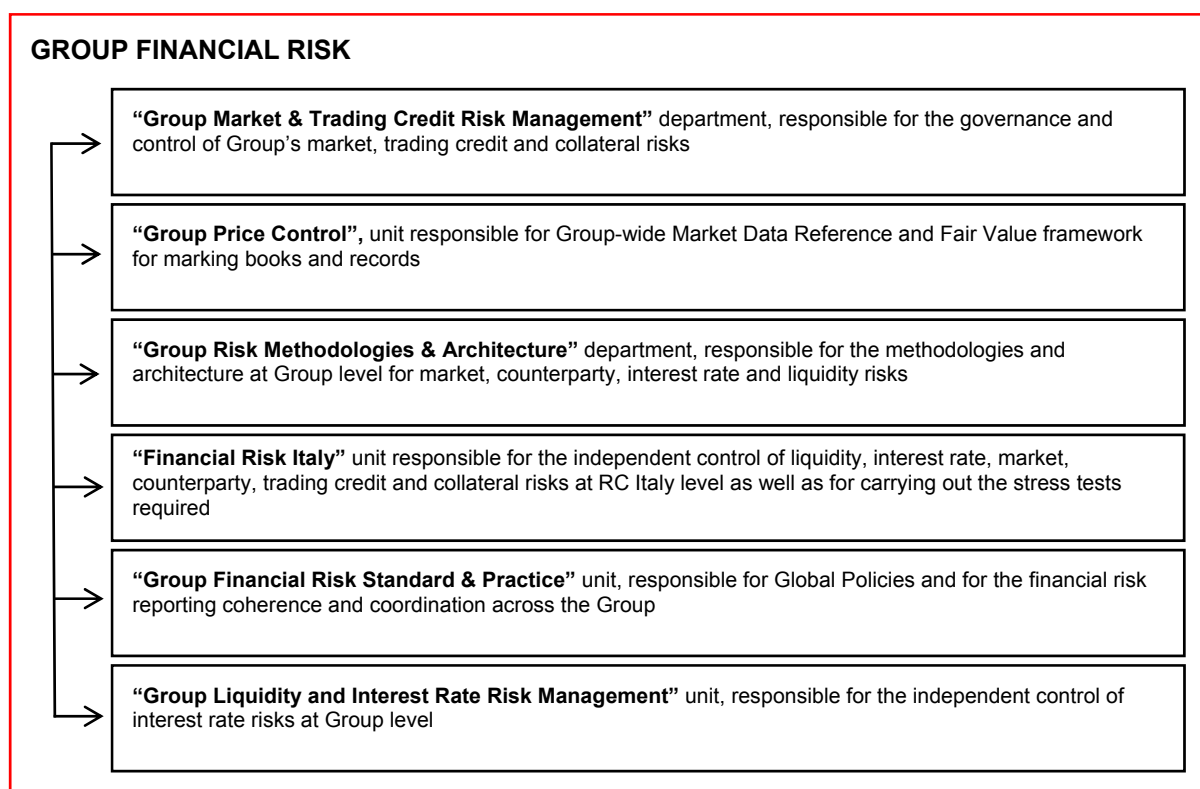 GROUP FINANCIAL RISK
“Group Market & Trading Credit Risk Management” department, responsible for the governance and
control of Group’s market, trading credit and collateral risks
“Group Price Control”, unit responsible for Group-wide Market Data Reference and Fair Value framework
for marking books and records
“Group Risk Methodologies & Architecture” department, responsible for the methodologies and
architecture at Group level for market, counterparty, interest rate and liquidity risks
“Financial Risk Italy” unit responsible for the independent control of liquidity, interest rate, market,
counterparty, trading credit and collateral risks at RC Italy level as well as for carrying out the stress tests
required
“Group Financial Risk Standard & Practice” unit, responsible for Global Policies and for the financial risk
reporting coherence and coordination across the Group
“Group Liquidity and Interest Rate Risk Management” unit, responsible for the independent control of
interest rate risks at Group level